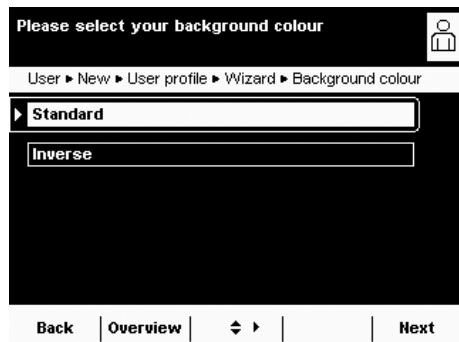 Please select your background colour
User ▸ New ▸ User profile ▸ Wizard ▸ Background colour
Standard
Inverse
Back Overview Next